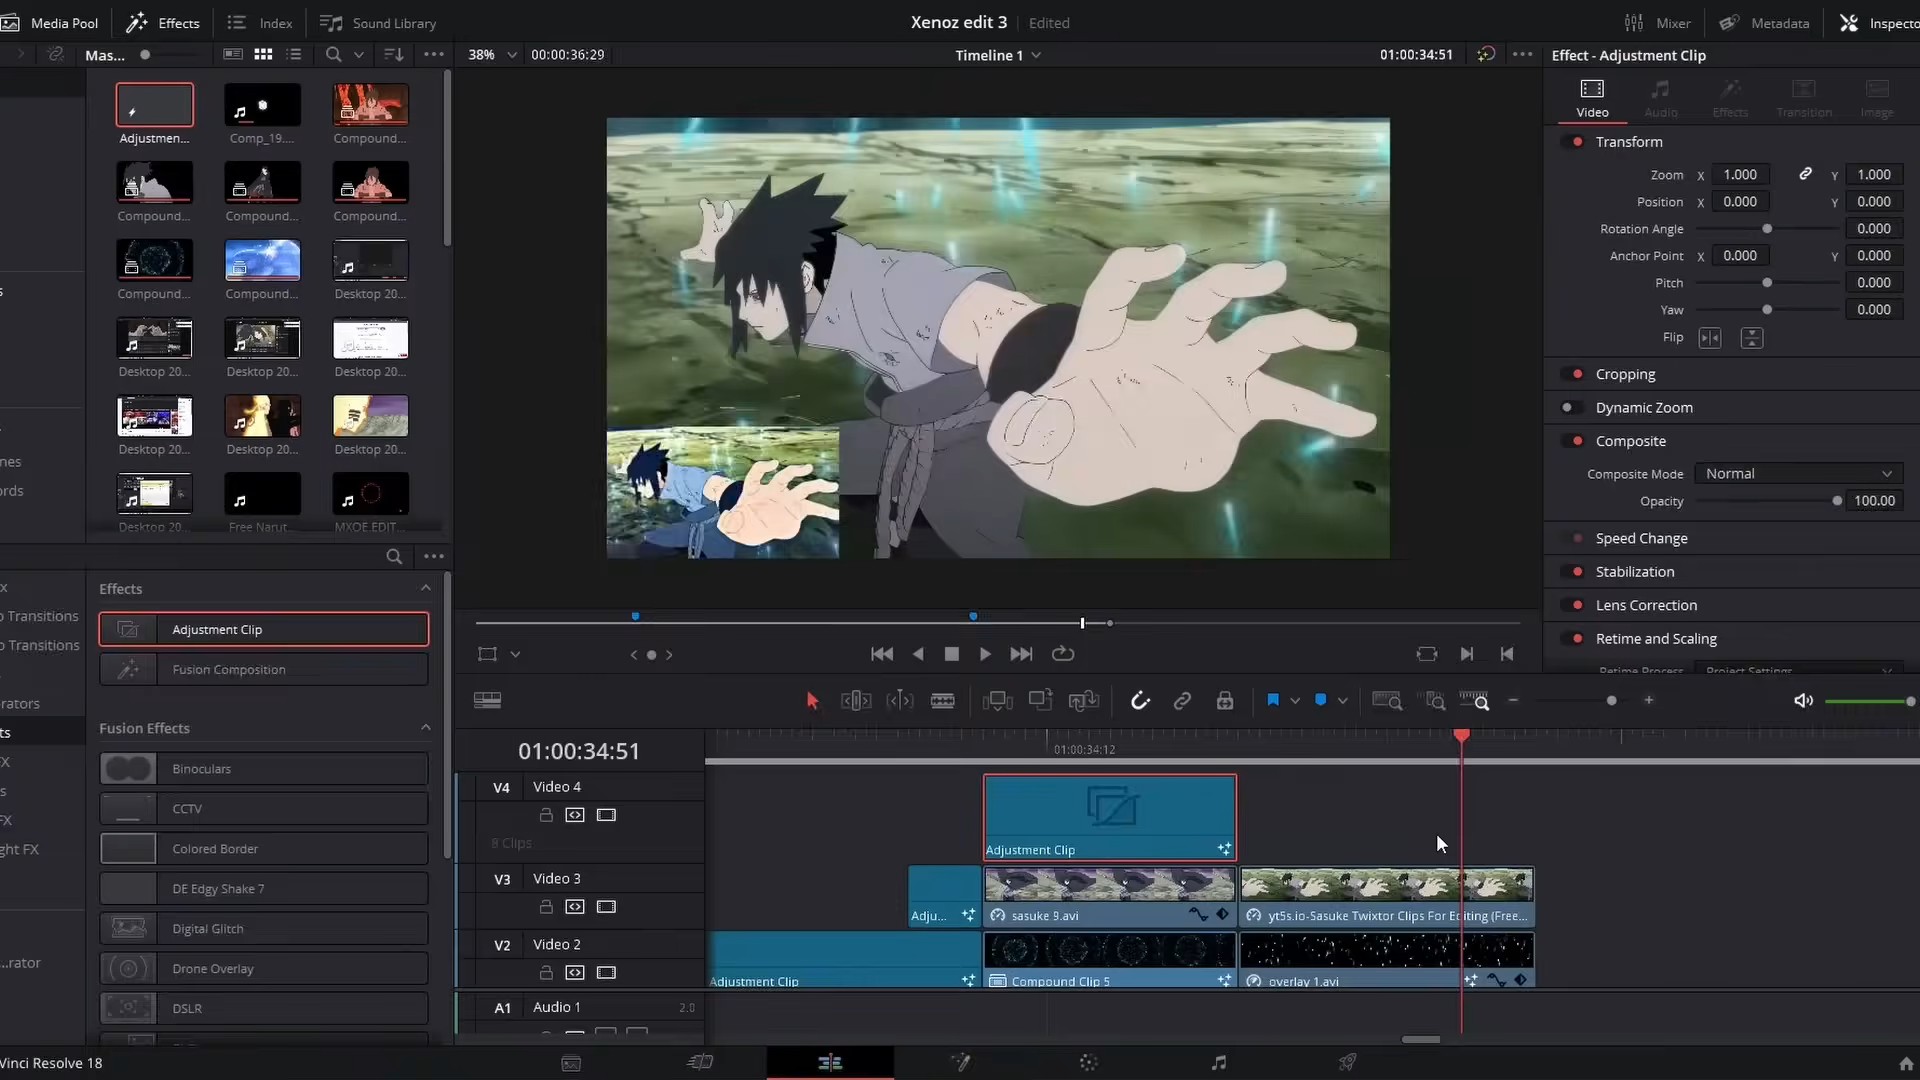 Media Pool
Effects
Index
Sound Library
Xenoz edit 3
Edited
Mixer
Metadata
Mas...
38%
00:00:36:29
Timeline 1
01:00:34:51
Effect - Adjustment Clip
Video
Audio
Effects
Transition
Image
Adjustmen...
Comp_19....
Compound...
Compound...
Compound...
Compound...
Compound...
Compound...
Desktop 20...
Desktop 20...
Desktop 20...
Desktop 20...
Desktop 20...
Desktop 20...
Desktop 20...
Desktop 20...
Free Narut...
MXOE EDIT...
Transform
Zoom X 1.000 Y 1.000
Position X 0.000 Y 0.000
Rotation Angle 0.000
Anchor Point X 0.000 Y 0.000
Pitch 0.000
Yaw 0.000
Flip
Cropping
Dynamic Zoom
Composite
Composite Mode Normal
Opacity 100.00
Speed Change
Stabilization
Lens Correction
Retime and Scaling
Retime Process Project Settings
Effects
Adjustment Clip
Fusion Composition
Fusion Effects
Binoculars
CCTV
Colored Border
DE Edgy Shake 7
Digital Glitch
Drone Overlay
DSLR
01:00:34:51
01:00:34:12
V4 Video 4
8 Clips
Adjustment Clip
V3 Video 3
Adju...
sasuke 9.avi
yt5s.io-Sasuke Twixtor Clips For Editing (Free...
V2 Video 2
Adjustment Clip
Compound Clip 5
overlay 1.avi
A1 Audio 1 2.0
Vinci Resolve 18